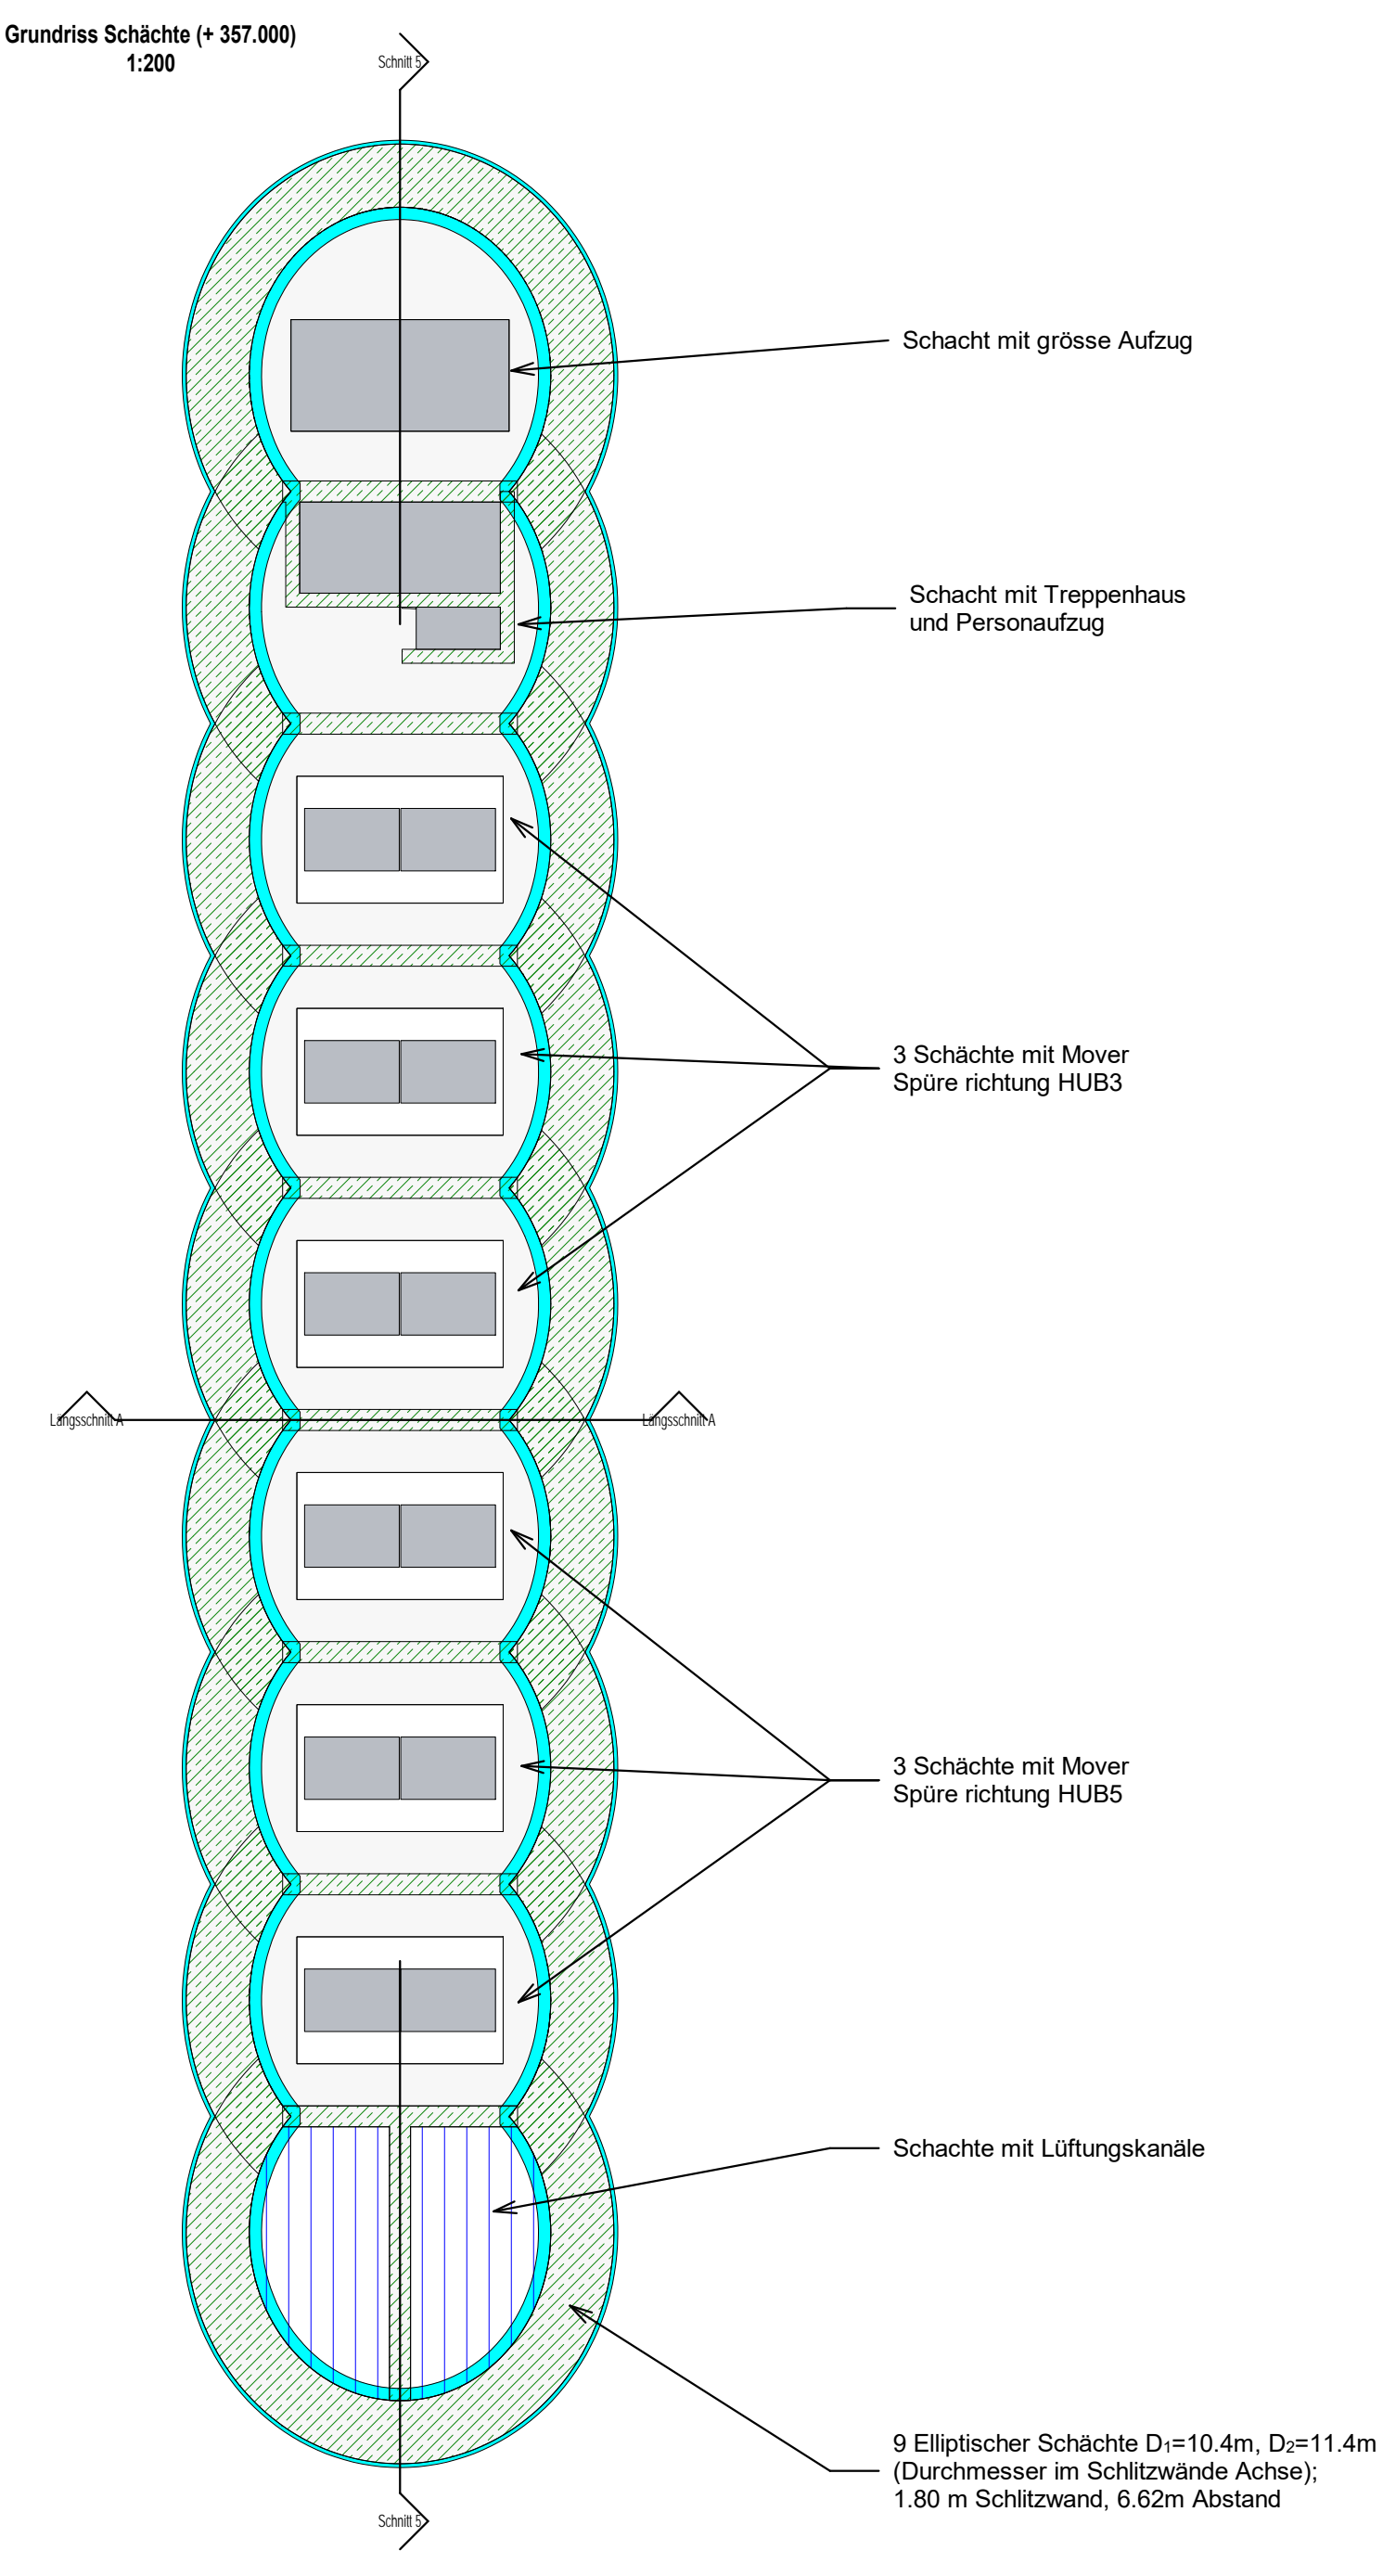 Grundriss Schächte (+ 357.000)
1:200
Schnitt 5
Schacht mit grösse Aufzug
Schacht mit Treppenhaus
und Personaufzug
3 Schächte mit Mover
Spüre richtung HUB3
Längsschnitt A
Längsschnitt A
3 Schächte mit Mover
Spüre richtung HUB5
Schachte mit Lüftungskanäle
9 Elliptischer Schächte D₁=10.4m, D₂=11.4m
(Durchmesser im Schlitzwände Achse);
1.80 m Schlitzwand, 6.62m Abstand
Schnitt 5